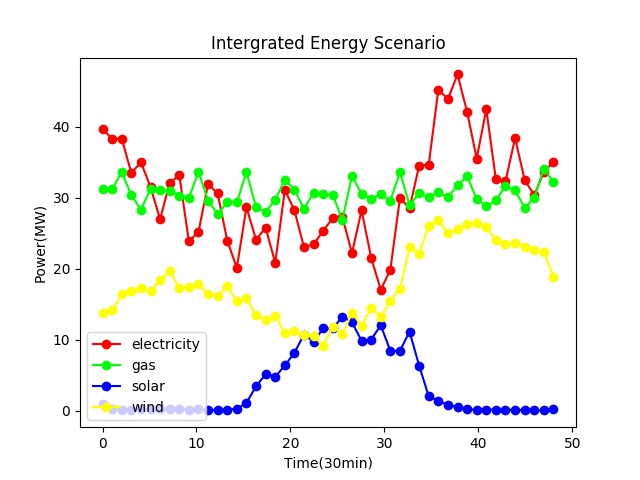 Intergrated Energy Scenario
Power(MW)
40
30
20
10
0
electricity
gas
solar
wind
0 10 20 30 40 50
Time(30min)